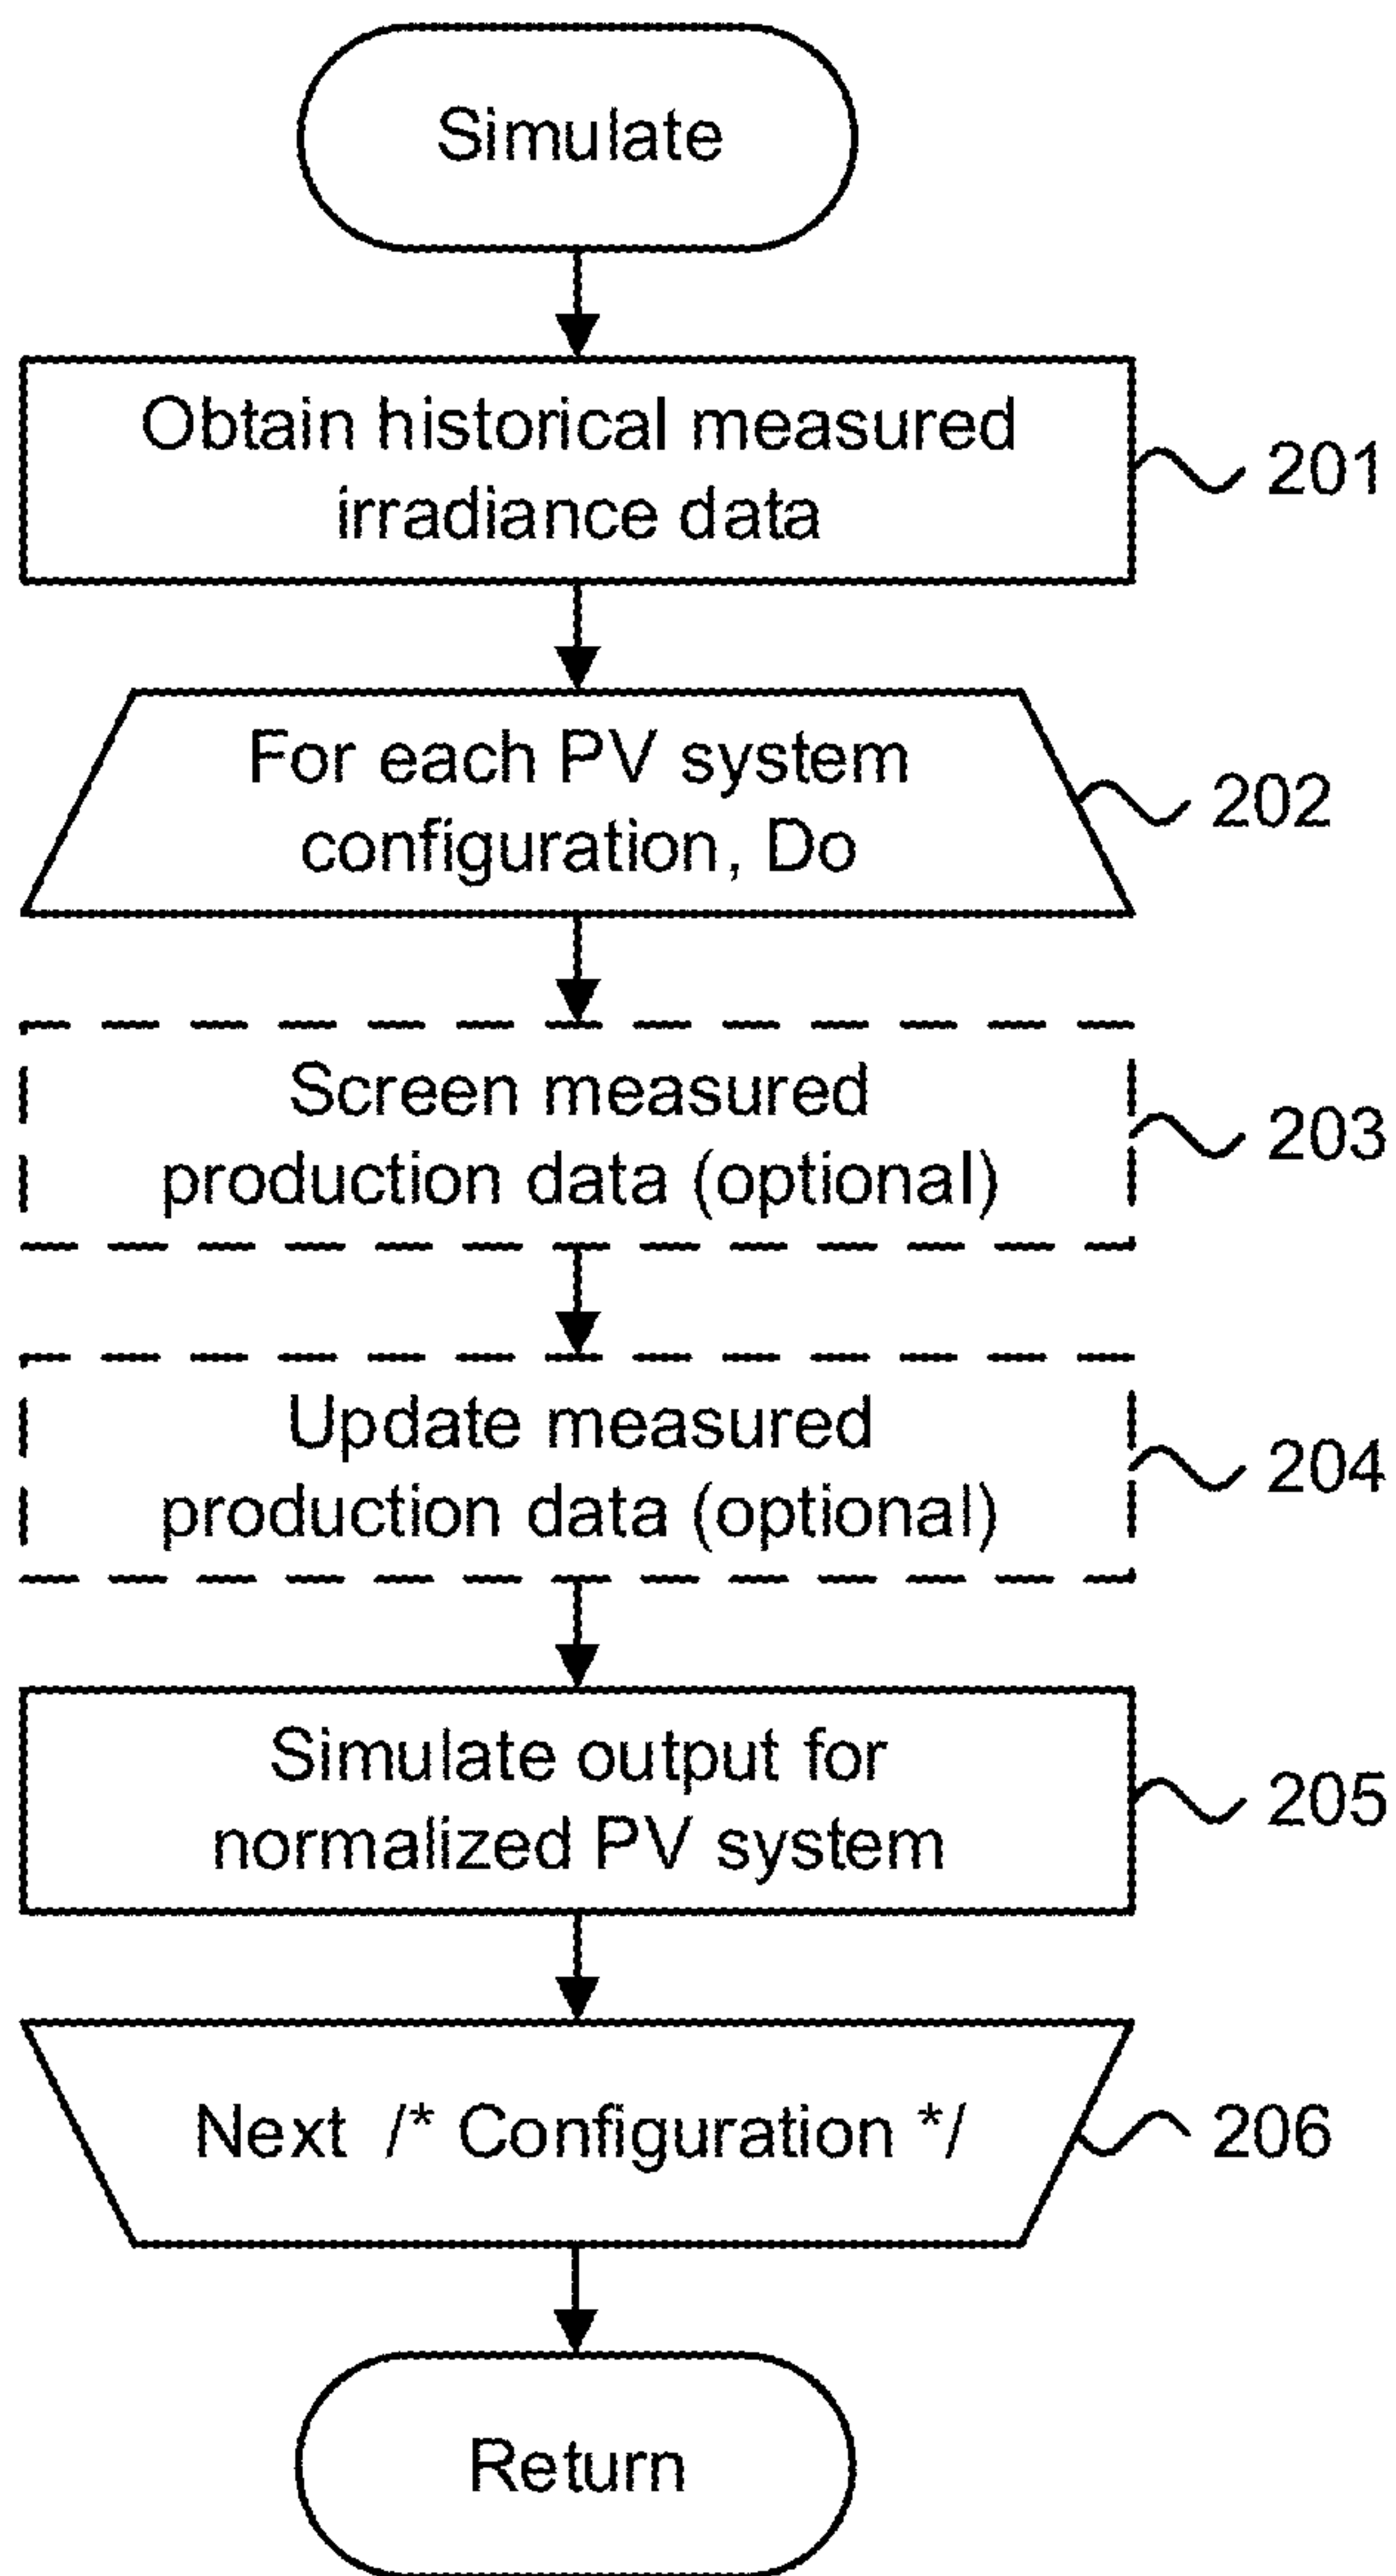 Simulate
Obtain historical measured
irradiance data
201
For each PV system
configuration, Do
202
Screen measured
production data (optional)
203
Update measured
production data (optional)
204
Simulate output for
normalized PV system
205
Next /* Configuration */
206
Return